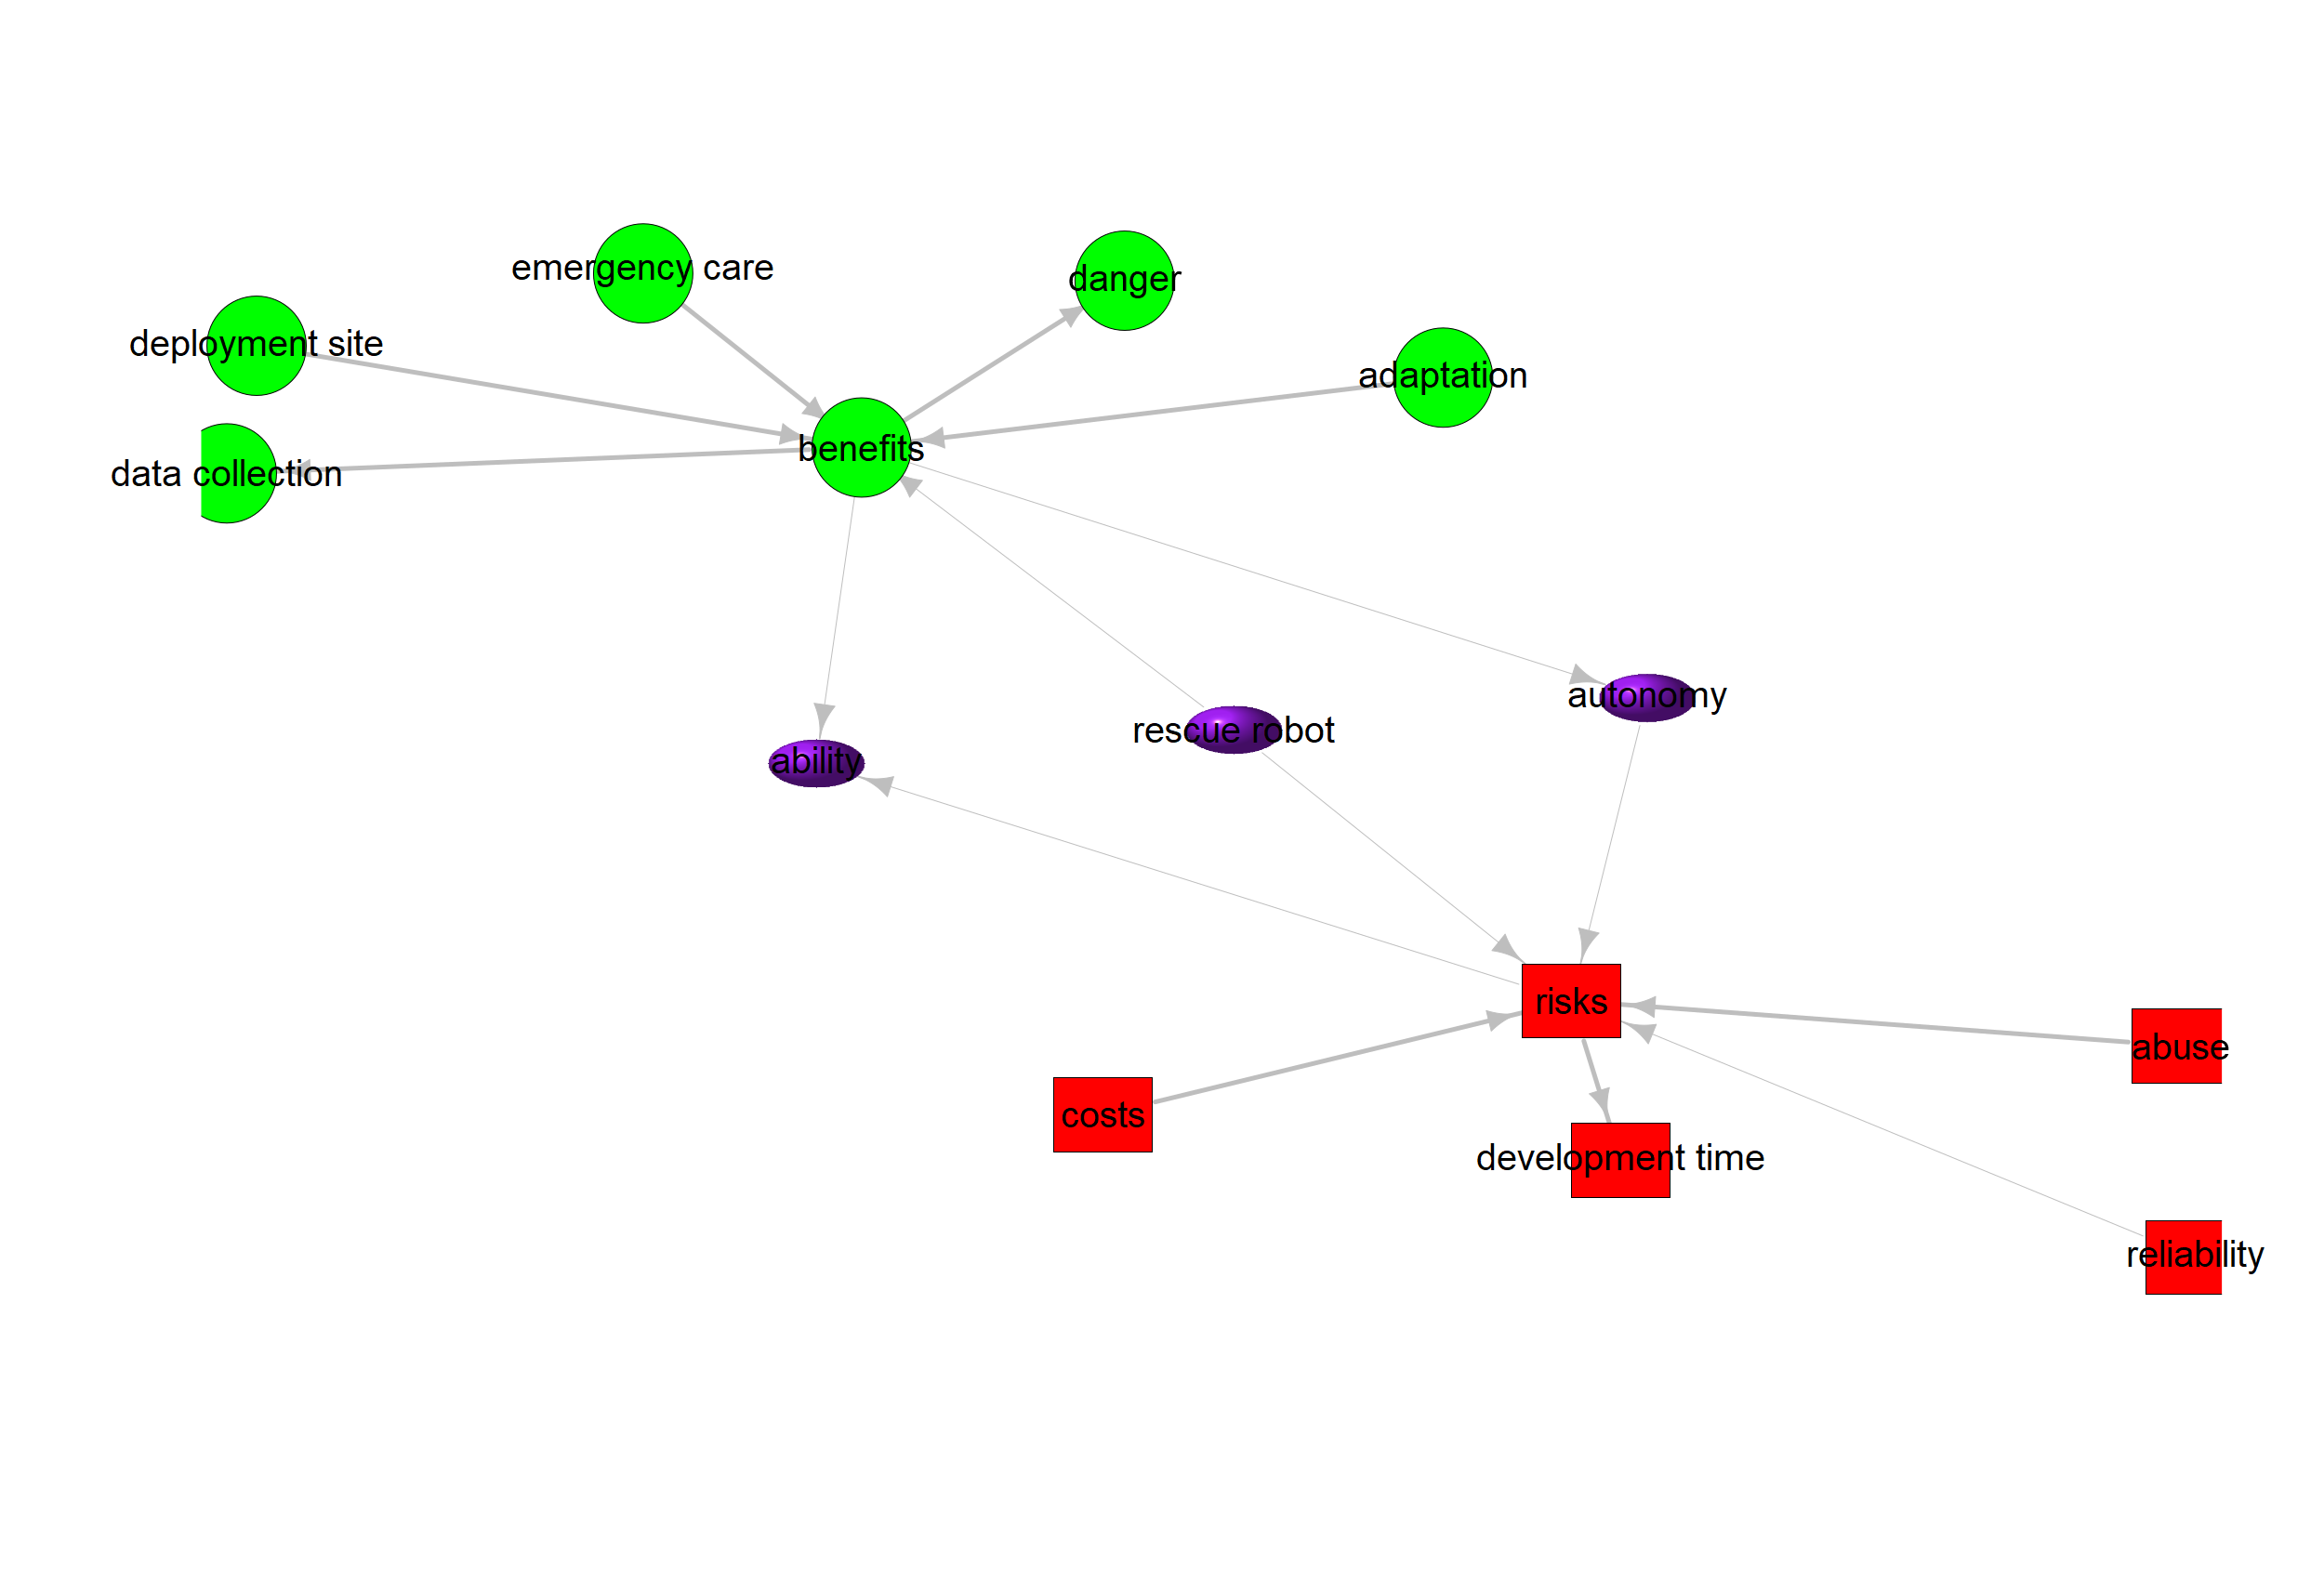 emergency care
danger
deployment site
adaptation
benefits
data collection
autonomy
rescue robot
ability
risks
abuse
costs
development time
reliability